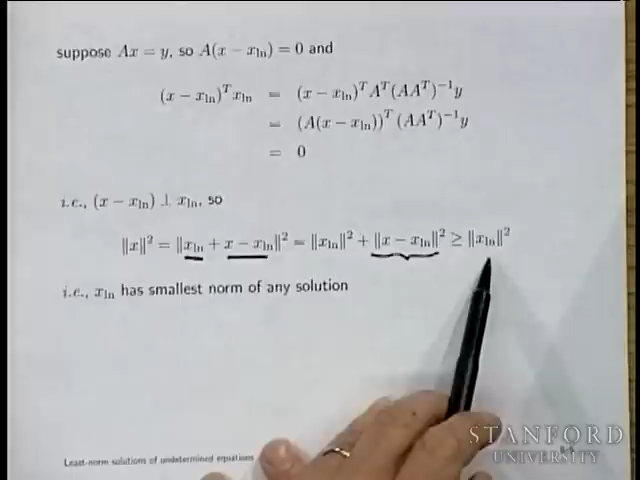 suppose Ax = y, so A(x − x_ln) = 0 and
(x − x_ln)^T x_ln = (x − x_ln)^T A^T (AA^T)^{−1} y
= (A(x − x_ln))^T (AA^T)^{−1} y
= 0
i.e., (x − x_ln) ⊥ x_ln, so
‖x‖² = ‖x_ln + x − x_ln‖² = ‖x_ln‖² + ‖x − x_ln‖² ≥ ‖x_ln‖²
i.e., x_ln has smallest norm of any solution
Least-norm solutions of undetermined equations
STANFORD
UNIVERSITY